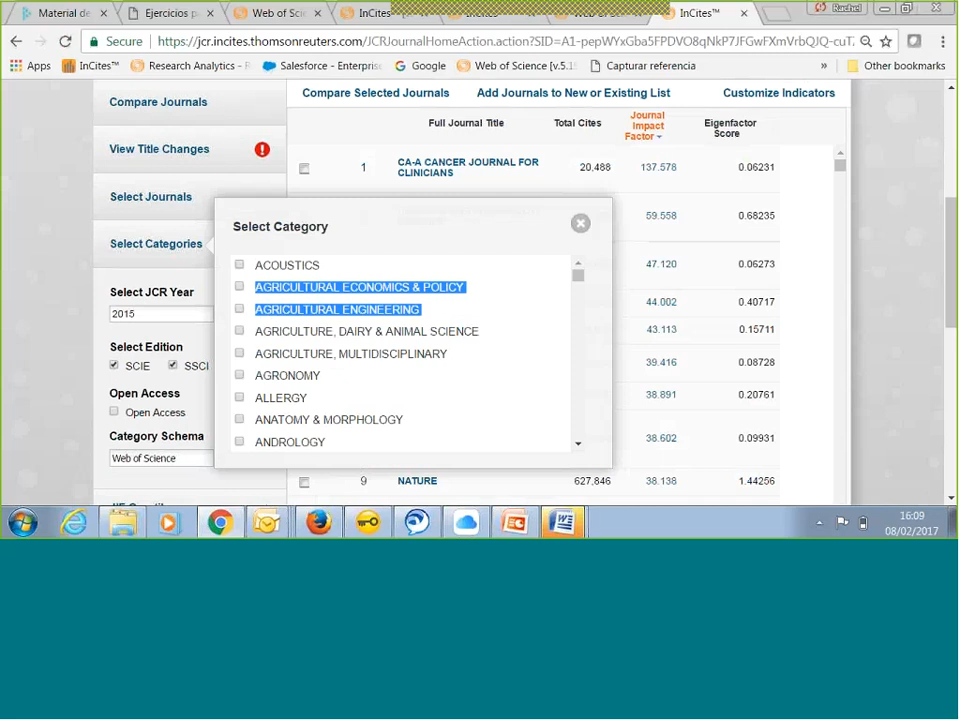 Material de
Ejercicios p
Web of Scie
InCites
InCites™
Rachel
Secure https://jcr.incites.thomsonreuters.com/JCRJournalHomeAction.action?SID=A1-pepWYxGba5FPDVO8qNkP7JFGwFXmVrbQJQ-cuT
Apps InCites™ Research Analytics - Salesforce - Enterpris Google Web of Science [v.5.1 Capturar referencia » Other bookmarks
Compare Journals
View Title Changes
Select Journals
Select Categories
Select JCR Year
2015
Select Edition
SCIE SSCI
Open Access
Open Access
Category Schema
Web of Science
Compare Selected Journals Add Journals to New or Existing List Customize Indicators
Full Journal Title Total Cites Journal Impact Factor Eigenfactor Score
1 CA-A CANCER JOURNAL FOR CLINICIANS 20,488 137.578 0.06231
59.558 0.68235
47.120 0.06273
44.002 0.40717
43.113 0.15711
39.416 0.08728
38.891 0.20761
38.602 0.09931
9 NATURE 627,846 38.138 1.44256
Select Category
ACOUSTICS
AGRICULTURAL ECONOMICS & POLICY
AGRICULTURAL ENGINEERING
AGRICULTURE, DAIRY & ANIMAL SCIENCE
AGRICULTURE, MULTIDISCIPLINARY
AGRONOMY
ALLERGY
ANATOMY & MORPHOLOGY
ANDROLOGY
16:09
08/02/2017